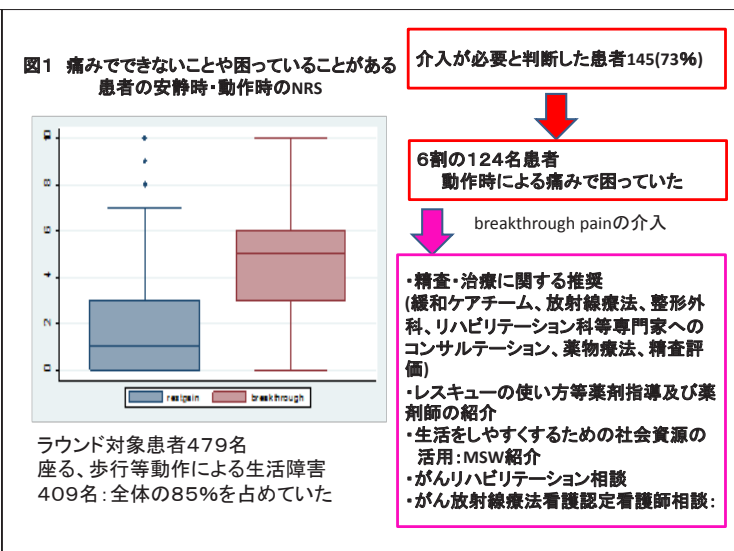 図1 痛みでできないことや困っていることがある
患者の安静時・動作時のNRS
10
8
6
4
2
0
restpain
breakthrough
ラウンド対象患者479名
座る、歩行等動作による生活障害
409名:全体の85%を占めていた
介入が必要と判断した患者145(73%)
6割の124名患者
動作時による痛みで困っていた
breakthrough painの介入
・精査・治療に関する推奨
(緩和ケアチーム、放射線療法、整形外
科、リハビリテーション科等専門家への
コンサルテーション、薬物療法、精査評
価)
・レスキューの使い方等薬剤指導及び薬
剤師の紹介
・生活をしやすくするための社会資源の
活用:MSW紹介
・がんリハビリテーション相談
・がん放射線療法看護認定看護師相談: